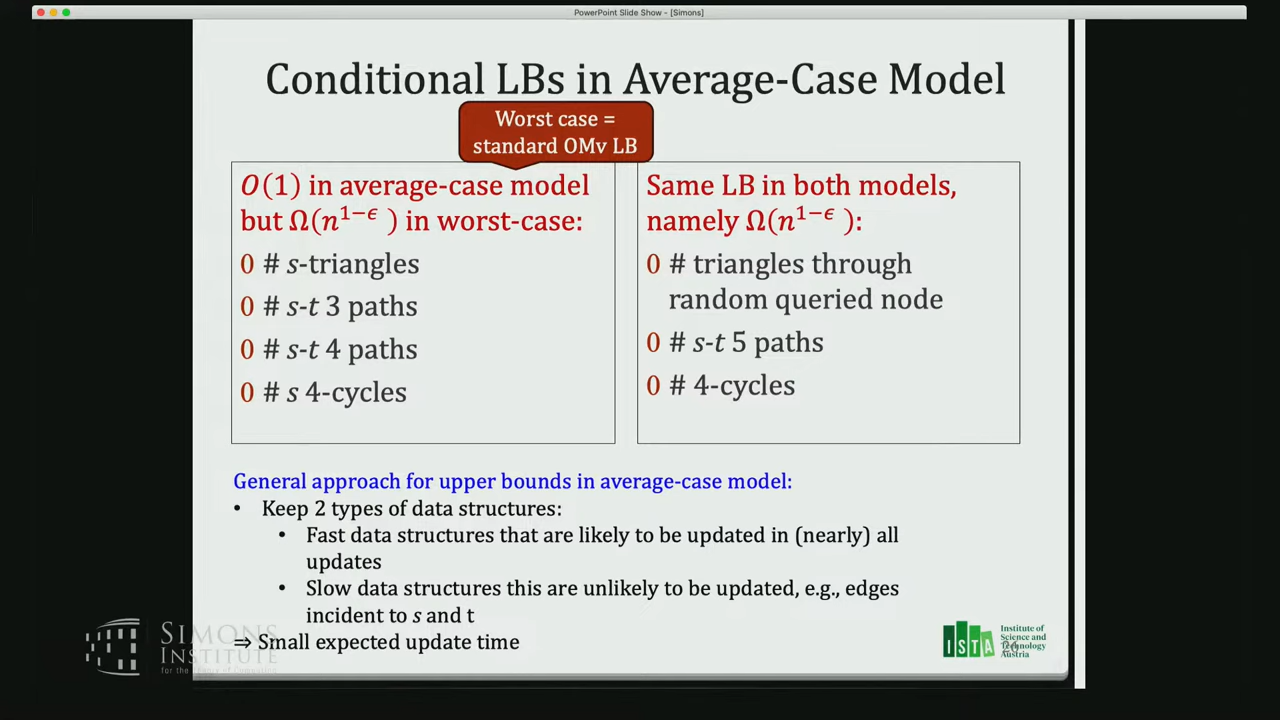 PowerPoint Slide Show - [Simons]
Conditional LBs in Average-Case Model
Worst case =
standard OMv LB
O(1) in average-case model
but Ω(n^{1−ϵ} ) in worst-case:
0 # s-triangles
0 # s-t 3 paths
0 # s-t 4 paths
0 # s 4-cycles
Same LB in both models,
namely Ω(n^{1−ϵ} ):
0 # triangles through
random queried node
0 # s-t 5 paths
0 # 4-cycles
General approach for upper bounds in average-case model:
• Keep 2 types of data structures:
• Fast data structures that are likely to be updated in (nearly) all
updates
• Slow data structures this are unlikely to be updated, e.g., edges
incident to s and t
⇒ Small expected update time
SIMONS
INSTITUTE
for the Theory of Computing
ISTA
Institute of
Science and
Technology
Austria